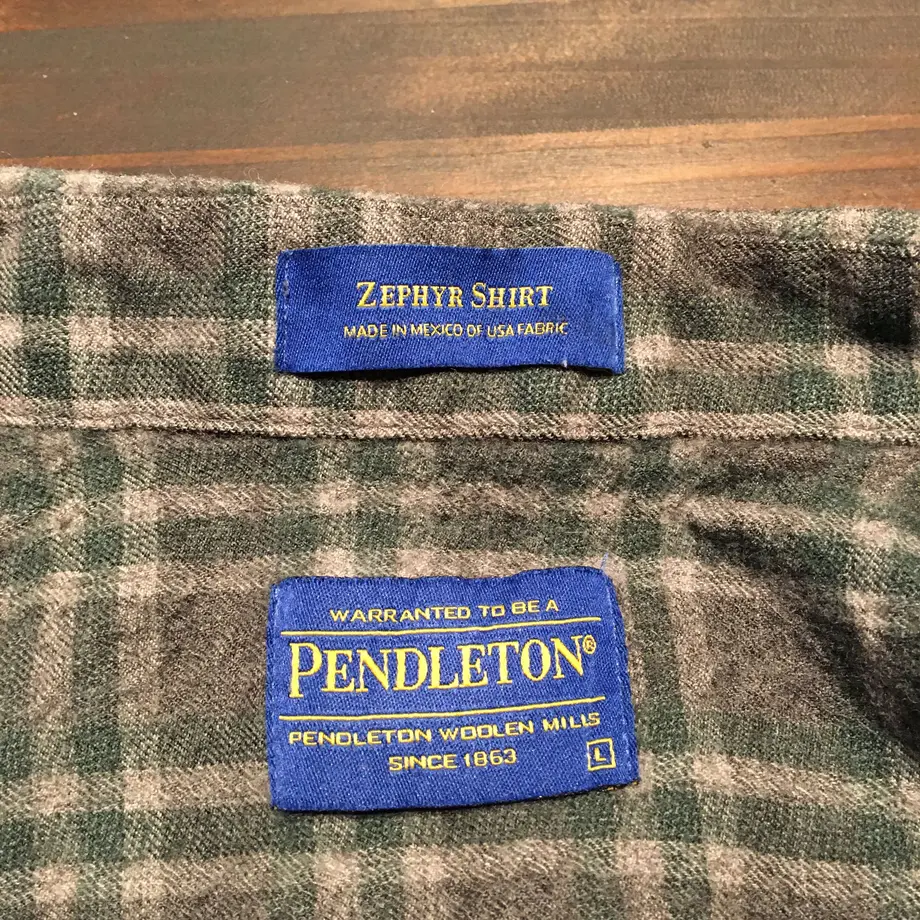 ZEPHYR SHIRT
MADE IN MEXICO OF USA FABRIC
WARRANTED TO BE A
PENDLETON®
PENDLETON WOOLEN MILLS
SINCE 1863
L